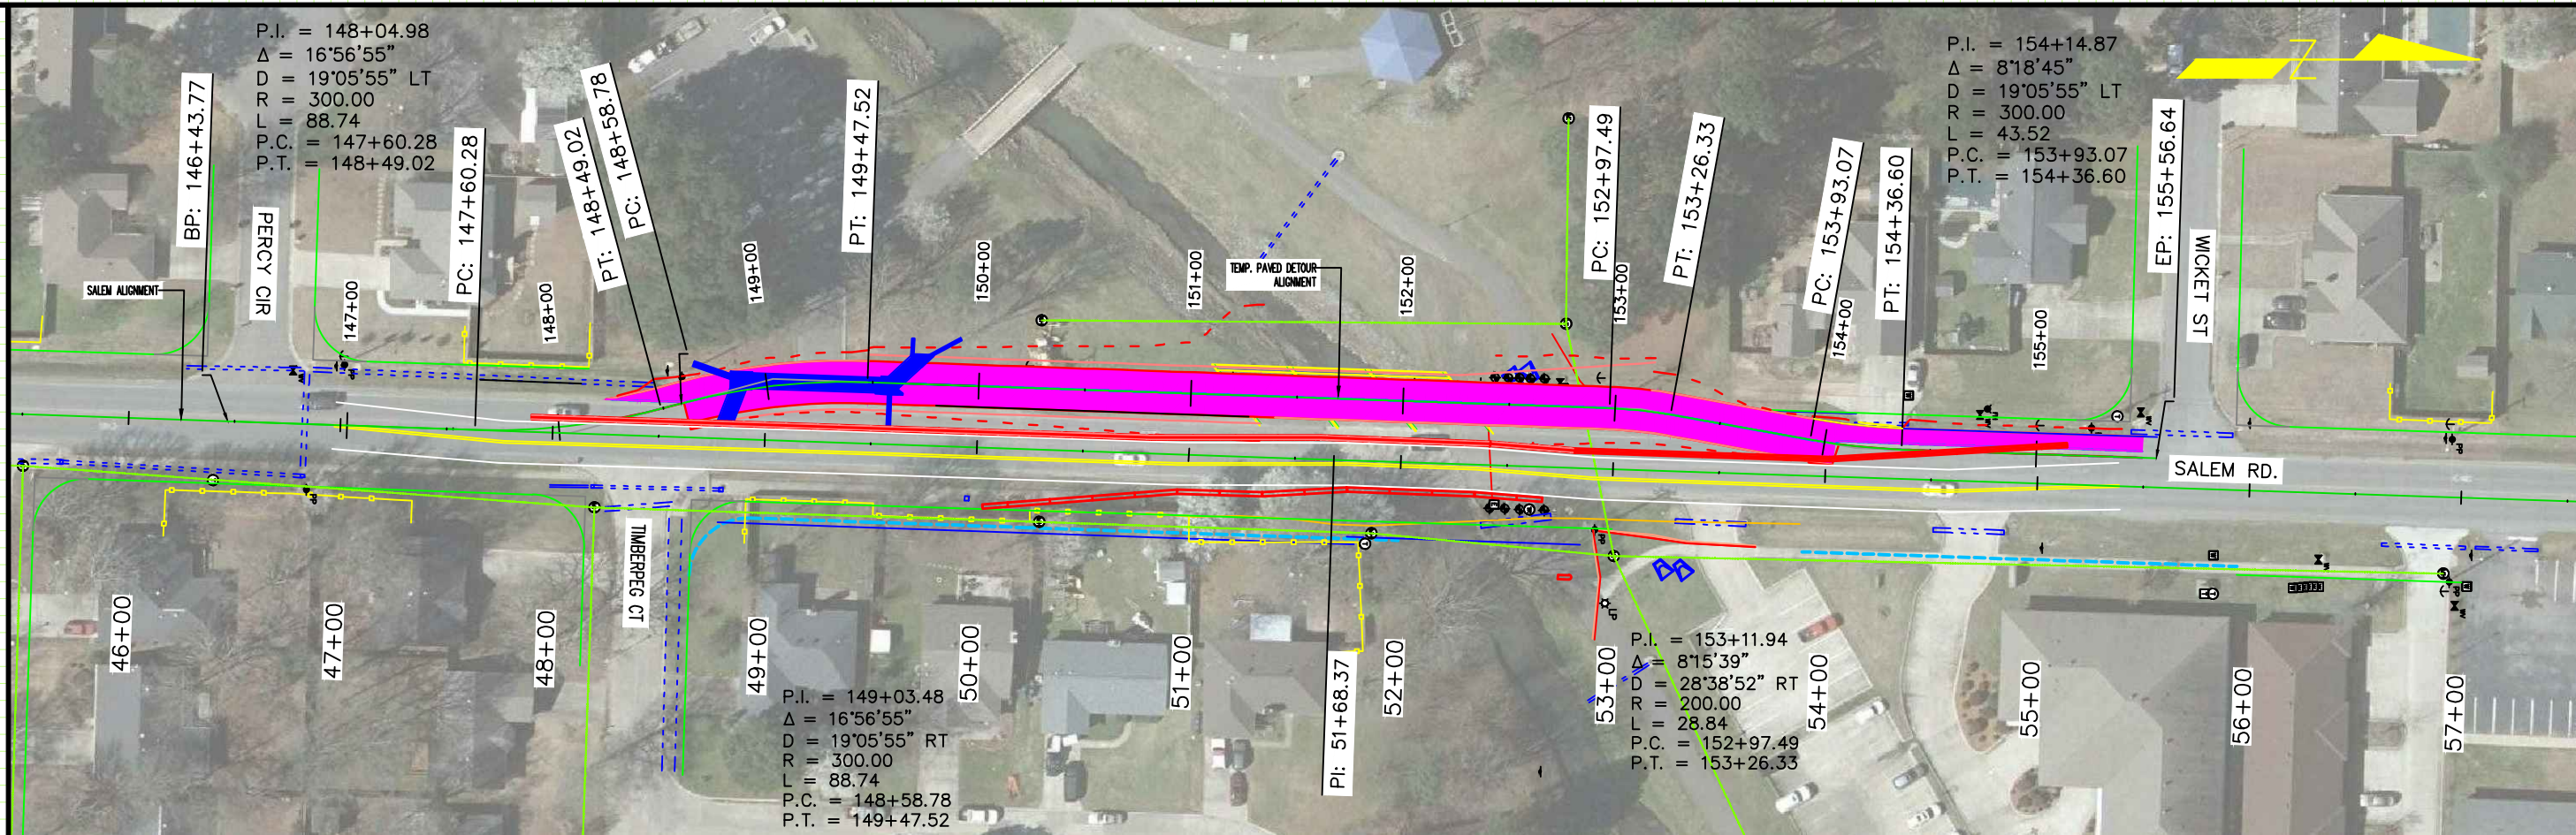 P.I. = 148+04.98
Δ = 16°56'55"
D = 19°05'55" LT
R = 300.00
L = 88.74
P.C. = 147+60.28
P.T. = 148+49.02
P.I. = 154+14.87
Δ = 8°18'45"
D = 19°05'55" LT
R = 300.00
L = 43.52
P.C. = 153+93.07
P.T. = 154+36.60
BP: 146+43.77
PC: 147+60.28
PT: 148+49.02
PC: 148+58.78
PT: 149+47.52
PC: 152+97.49
PT: 153+26.33
PC: 153+93.07
PT: 154+36.60
EP: 155+56.64
PERCY CIR
WICKET ST
SALEM ALIGNMENT
TEMP. PAVED DETOUR
ALIGNMENT
147+00
148+00
149+00
150+00
151+00
152+00
153+00
154+00
155+00
PP
PP
PP
PP
PP
LP
SALEM RD.
TIMBERPEG CT
46+00
47+00
48+00
49+00
50+00
51+00
52+00
53+00
54+00
55+00
56+00
57+00
PI: 51+68.37
P.I. = 149+03.48
Δ = 16°56'55"
D = 19°05'55" RT
R = 300.00
L = 88.74
P.C. = 148+58.78
P.T. = 149+47.52
P.I. = 153+11.94
Δ = 8°15'39"
D = 28°38'52" RT
R = 200.00
L = 28.84
P.C. = 152+97.49
P.T. = 153+26.33